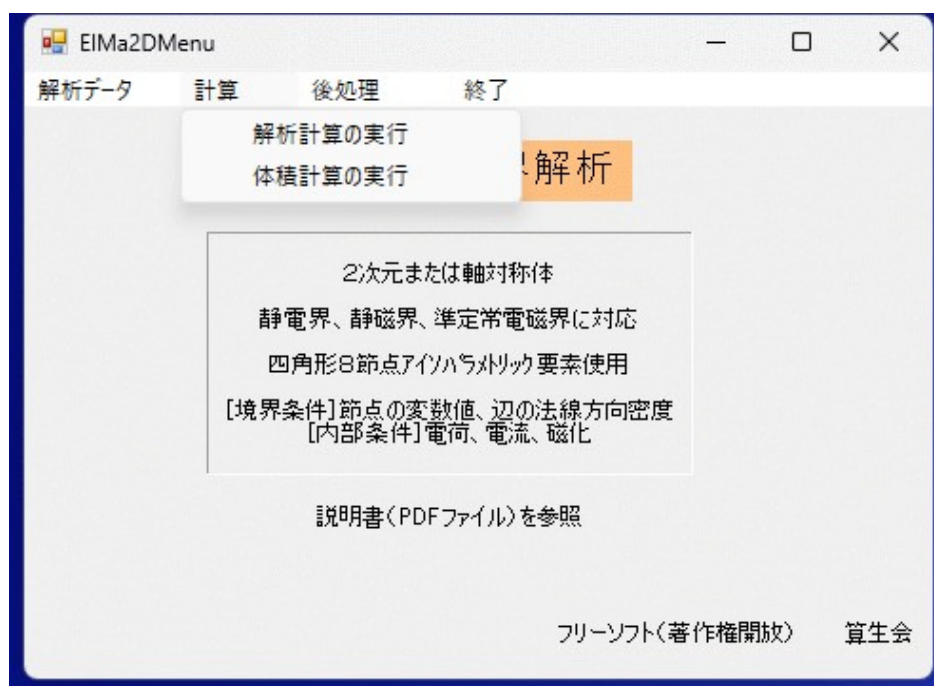 ElMa2DMenu
解析データ 計算 後処理 終了
解析計算の実行
体積計算の実行
解析
2次元または軸対称体
静電界、静磁界、準定常電磁界に対応
四角形8節点アイソパラメトリック要素使用
[境界条件]節点の変数値、辺の法線方向密度
[内部条件]電荷、電流、磁化
説明書(PDFファイル)を参照
フリーソフト(著作権開放) 算生会